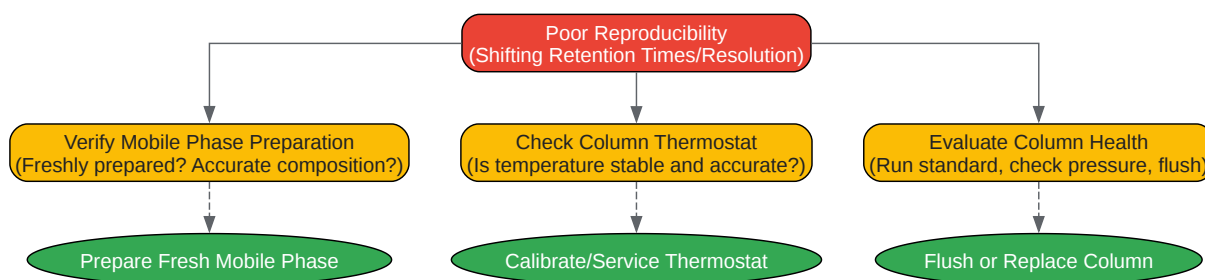 Poor Reproducibility
(Shifting Retention Times/Resolution)
Verify Mobile Phase Preparation
(Freshly prepared? Accurate composition?)
Check Column Thermostat
(Is temperature stable and accurate?)
Evaluate Column Health
(Run standard, check pressure, flush)
Prepare Fresh Mobile Phase
Calibrate/Service Thermostat
Flush or Replace Column